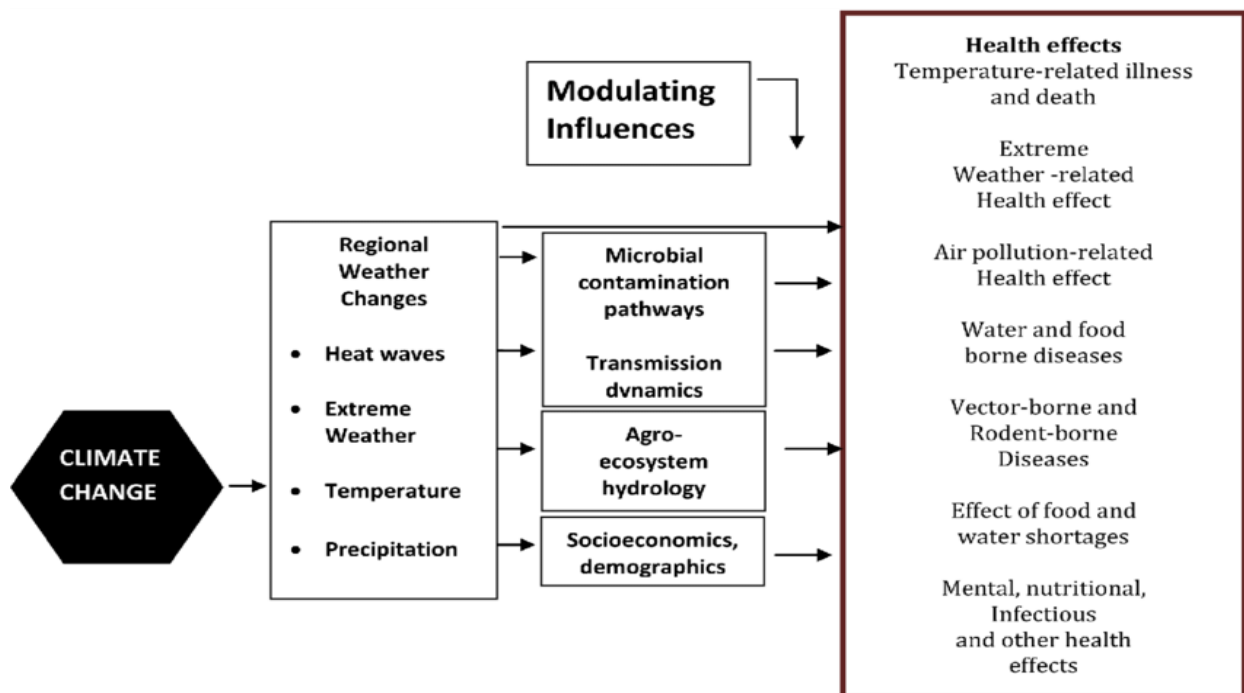 CLIMATE
CHANGE
Regional
Weather
Changes
• Heat waves
• Extreme
Weather
• Temperature
• Precipitation
Modulating
Influences
Microbial
contamination
pathways
Transmission
dvnamics
Agro-
ecosystem
hydrology
Socioeconomics,
demographics
Health effects
Temperature-related illness
and death
Extreme
Weather -related
Health effect
Air pollution-related
Health effect
Water and food
borne diseases
Vector-borne and
Rodent-borne
Diseases
Effect of food and
water shortages
Mental, nutritional,
Infectious
and other health
effects